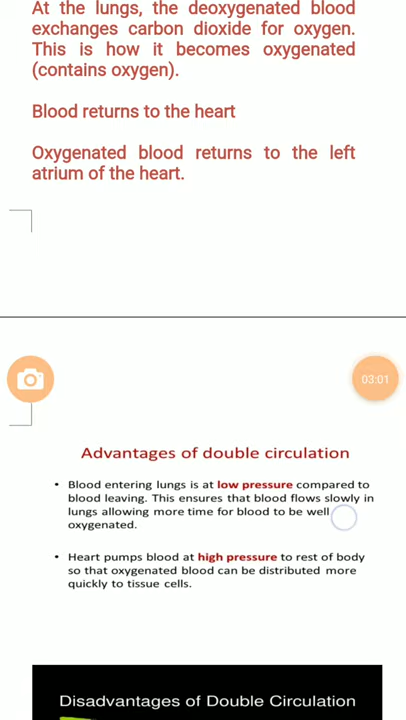 At the lungs, the deoxygenated blood
exchanges carbon dioxide for oxygen.
This is how it becomes oxygenated
(contains oxygen).
Blood returns to the heart
Oxygenated blood returns to the left
atrium of the heart.
03:01
Advantages of double circulation
• Blood entering lungs is at low pressure compared to
blood leaving. This ensures that blood flows slowly in
lungs allowing more time for blood to be well
oxygenated.
• Heart pumps blood at high pressure to rest of body
so that oxygenated blood can be distributed more
quickly to tissue cells.
Disadvantages of Double Circulation